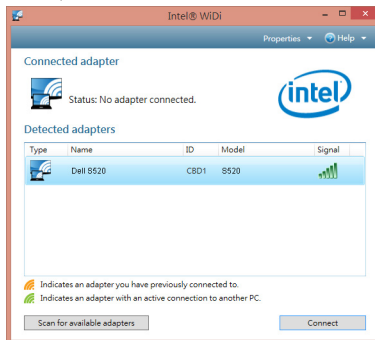 Intel® WiDi
Properties Help
Connected adapter
Status: No adapter connected.
intel
Detected adapters
Type Name ID Model Signal
Dell S520 CBD1 S520
Indicates an adapter you have previously connected to.
Indicates an adapter with an active connection to another PC.
Scan for available adapters Connect